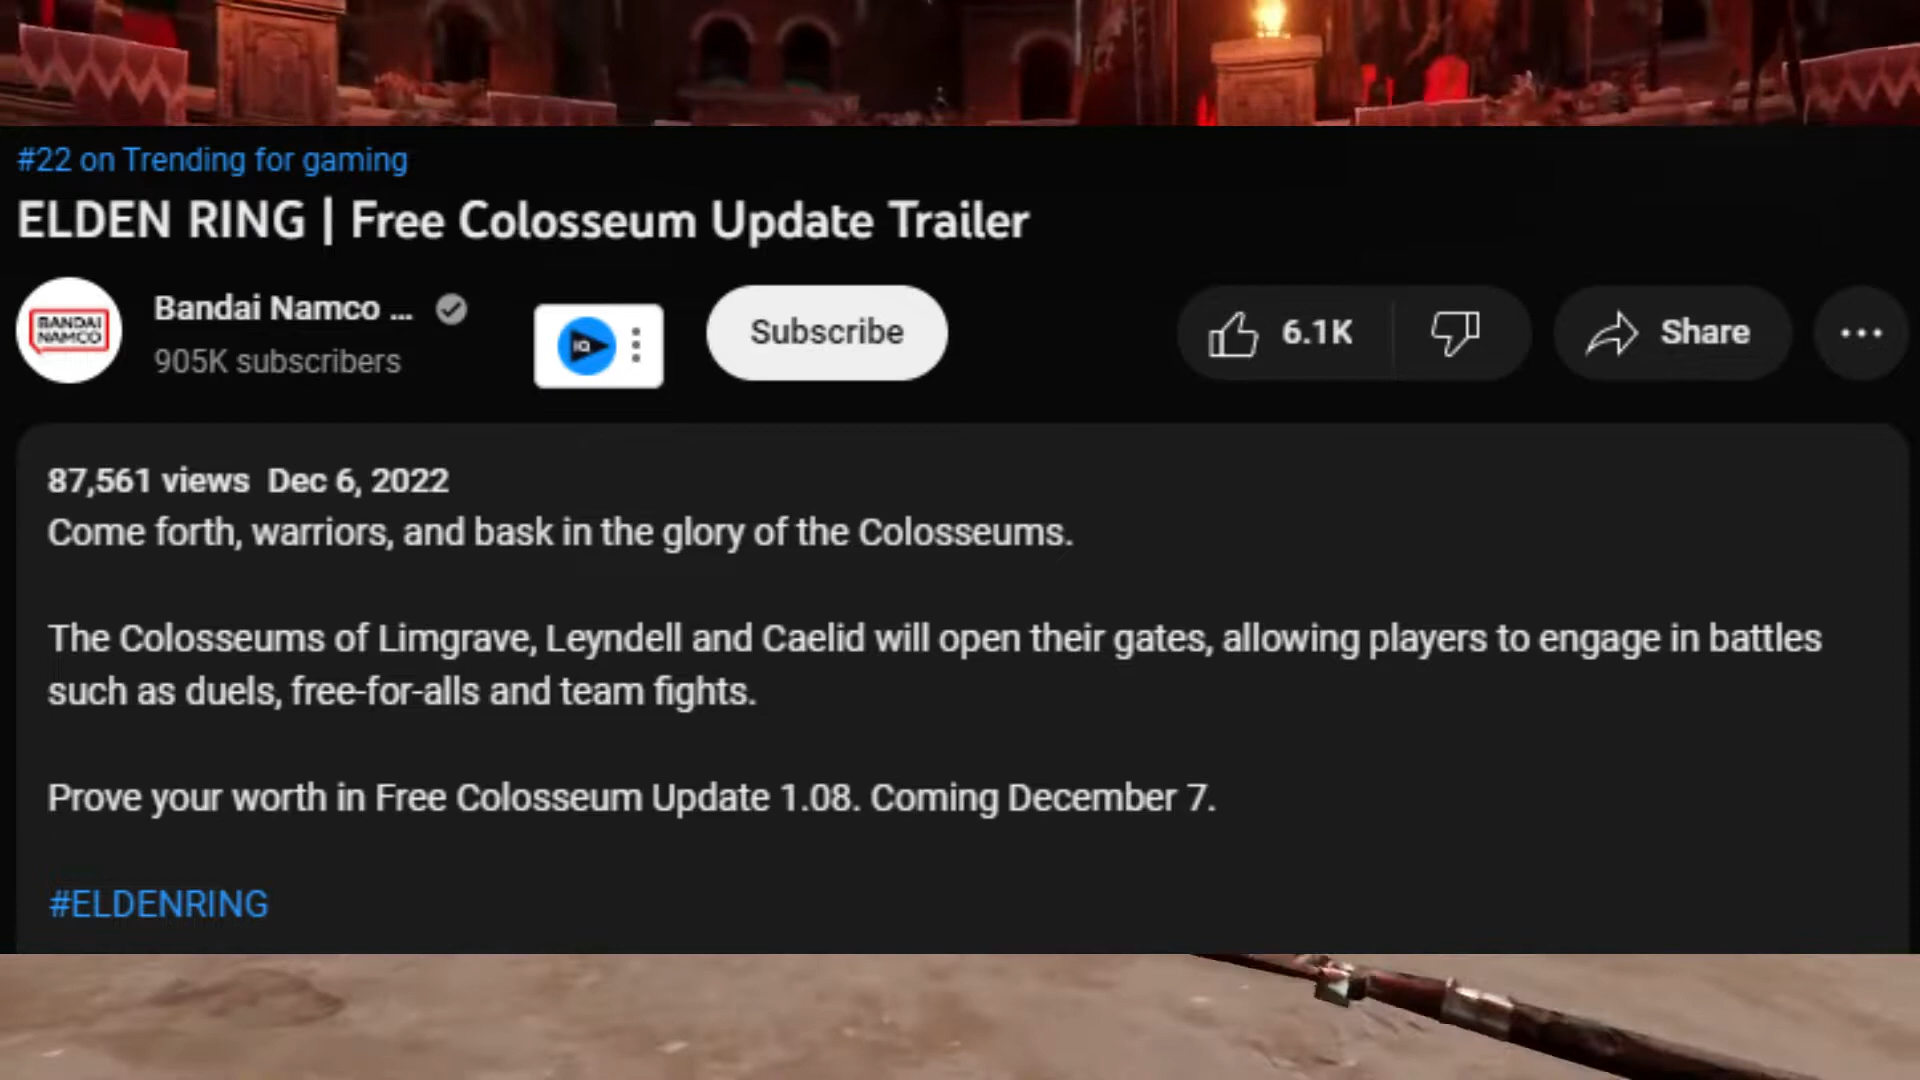 #22 on Trending for gaming
ELDEN RING | Free Colosseum Update Trailer
BANDAI
NAMCO
Bandai Namco ...
905K subscribers
IQ
Subscribe
6.1K
Share
87,561 views Dec 6, 2022
Come forth, warriors, and bask in the glory of the Colosseums.
The Colosseums of Limgrave, Leyndell and Caelid will open their gates, allowing players to engage in battles
such as duels, free-for-alls and team fights.
Prove your worth in Free Colosseum Update 1.08. Coming December 7.
#ELDENRING